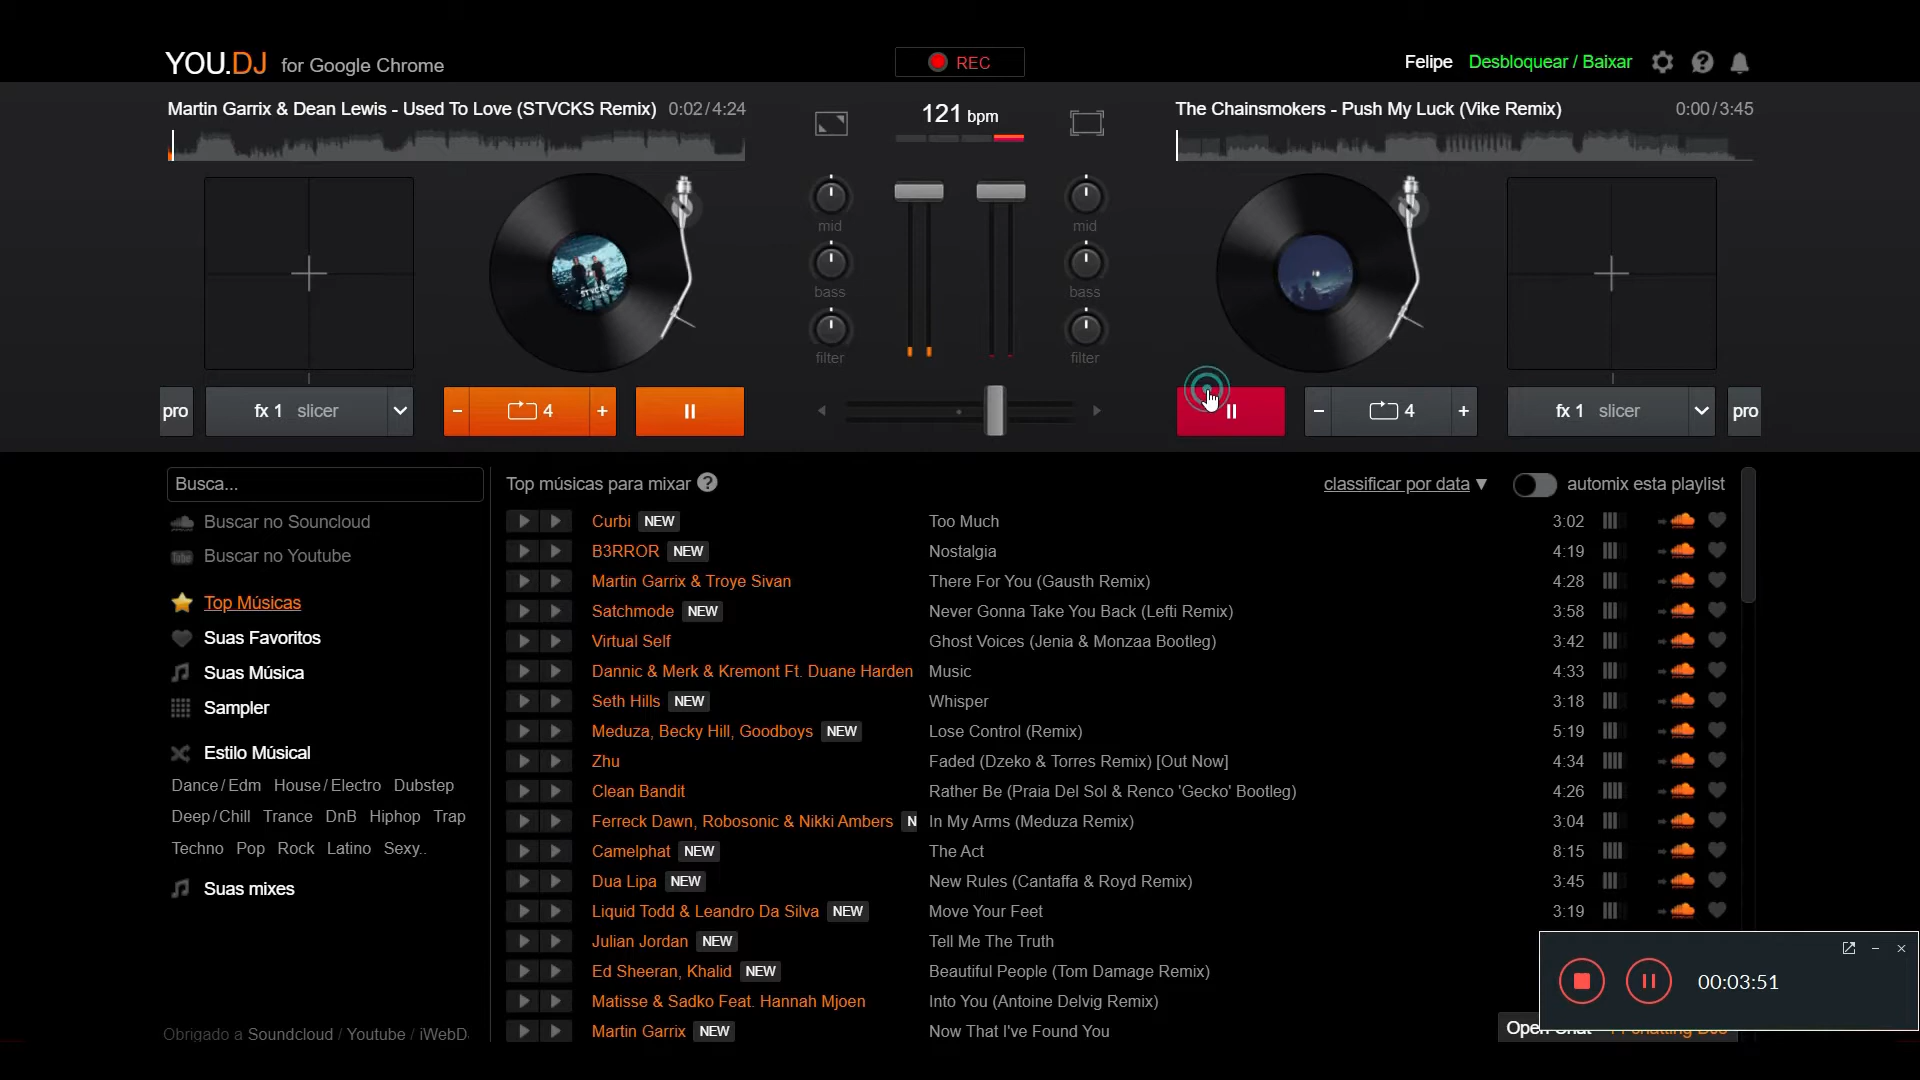 YOU.DJ for Google Chrome
REC
Felipe Desbloquear / Baixar
Martin Garrix & Dean Lewis - Used To Love (STVCKS Remix) 0:02/4:24
121 bpm
The Chainsmokers - Push My Luck (Vike Remix) 0:00/3:45
mid
mid
STVCKS
bass
bass
filter
filter
pro
fx 1 slicer
- 4 +
- 4 +
fx 1 slicer
pro
Busca...
Buscar no Souncloud
Buscar no Youtube
Top Músicas
Suas Favoritos
Suas Música
Sampler
Estilo Músical
Dance/Edm House/Electro Dubstep
Deep/Chill Trance DnB Hiphop Trap
Techno Pop Rock Latino Sexy..
Suas mixes
Obrigado a Soundcloud / Youtube / iWebD
Top músicas para mixar ?
classificar por data ▼
automix esta playlist
Curbi NEW Too Much 3:02
B3RROR NEW Nostalgia 4:19
Martin Garrix & Troye Sivan There For You (Gausth Remix) 4:28
Satchmode NEW Never Gonna Take You Back (Lefti Remix) 3:58
Virtual Self Ghost Voices (Jenia & Monzaa Bootleg) 3:42
Dannic & Merk & Kremont Ft. Duane Harden Music 4:33
Seth Hills NEW Whisper 3:18
Meduza, Becky Hill, Goodboys NEW Lose Control (Remix) 5:19
Zhu Faded (Dzeko & Torres Remix) [Out Now] 4:34
Clean Bandit Rather Be (Praia Del Sol & Renco 'Gecko' Bootleg) 4:26
Ferreck Dawn, Robosonic & Nikki Ambers N In My Arms (Meduza Remix) 3:04
Camelphat NEW The Act 8:15
Dua Lipa NEW New Rules (Cantaffa & Royd Remix) 3:45
Liquid Todd & Leandro Da Silva NEW Move Your Feet 3:19
Julian Jordan NEW Tell Me The Truth
Ed Sheeran, Khalid NEW Beautiful People (Tom Damage Remix)
Matisse & Sadko Feat. Hannah Mjoen Into You (Antoine Delvig Remix)
Martin Garrix NEW Now That I've Found You
00:03:51
Open Chat